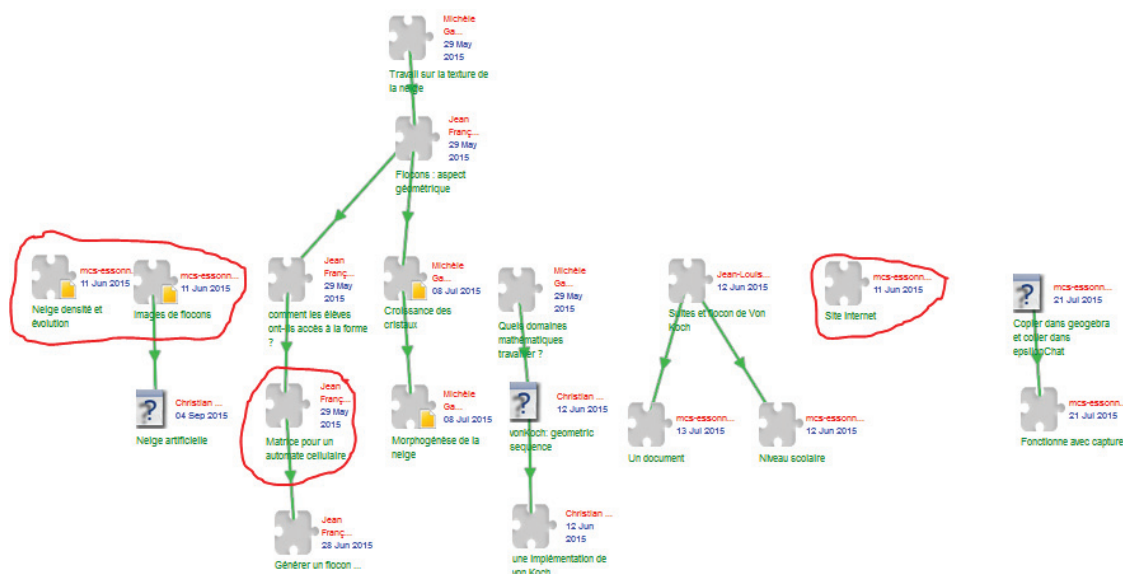 Michèle
Ga...
29 May
2015
Travail sur la texture de
la neige
Jean
Franç...
29 May
2015
Flocons : aspect
géométrique
mcs-essonn...
11 Jun 2015
Neige densité et
évolution
mcs-essonn...
11 Jun 2015
Images de flocons
Jean
Franç...
29 May
2015
comment les élèves
ont-ils accès à la forme
?
Michèle
Ga...
08 Jul 2015
Croissance des
cristaux
Michèle
Ga...
29 May
2015
Quels domaines
mathématiques
travailler ?
Jean-Louis...
12 Jun 2015
Suites et flocon de Von
Koch
mcs-essonn...
11 Jun 2015
Site Internet
mcs-essonn...
21 Jul 2015
Copier dans geogebra
et coller dans
epsilonChat
Christian ...
04 Sep 2015
Neige artificielle
Jean
Franç...
29 May
2015
Matrice pour un
automate cellulaire
Michèle
Ga...
08 Jul 2015
Morphogénèse de la
neige
Christian ...
12 Jun 2015
vonKoch: geometric
sequence
mcs-essonn...
13 Jul 2015
Un document
mcs-essonn...
12 Jun 2015
Niveau scolaire
mcs-essonn...
21 Jul 2015
Fonctionne avec capture
Jean
Franç...
28 Jun 2015
Générer un flocon ...
Christian ...
12 Jun
2015
une implémentation de
von Koch